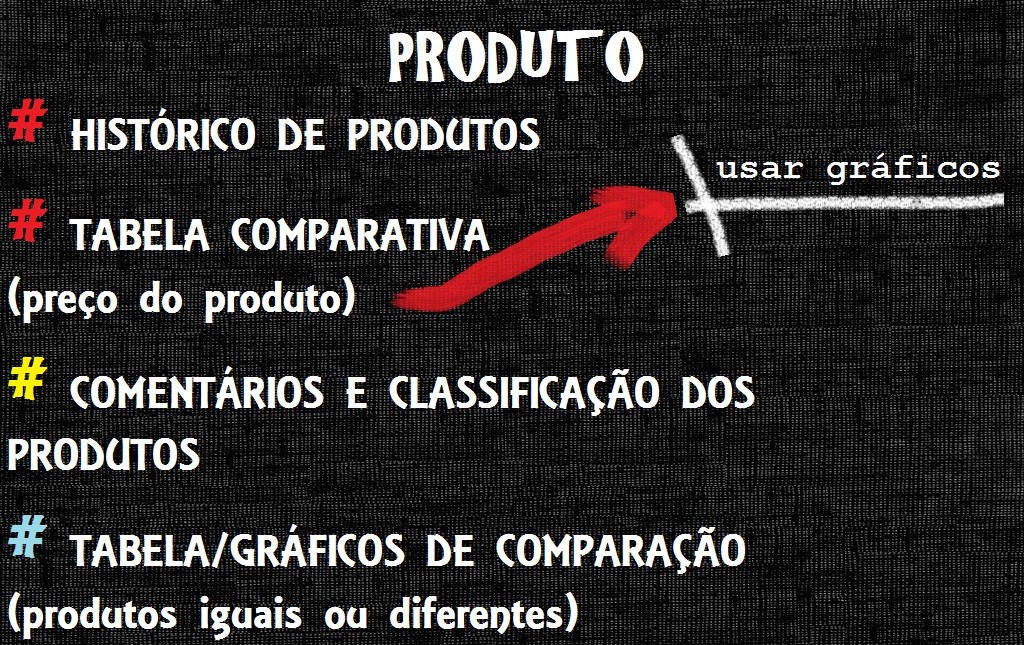 PRODUTO
# HISTÓRICO DE PRODUTOS
usar gráficos
# TABELA COMPARATIVA
(preço do produto)
# COMENTÁRIOS E CLASSIFICAÇÃO DOS
PRODUTOS
# TABELA/GRÁFICOS DE COMPARAÇÃO
(produtos iguais ou diferentes)